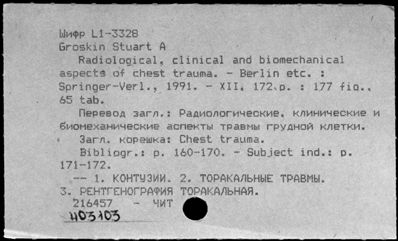 Шифр L1-3328
Groskin Stuart A
Radiological, clinical and biomechanical
aspects of chest trauma. - Berlin etc. :
Springer-Verl., 1991. - XII, 172 p. : 177 fig.,
65 tab.
Перевод загл.: Радиологические, клинические и
биомеханические аспекты травмы грудной клетки.
Загл. корешка: Chest trauma.
Bibliogr.: p. 160-170. - Subject ind.: p.
171-172.
-- 1. КОНТУЗИИ. 2. ТОРАКАЛЬНЫЕ ТРАВМЫ.
3. РЕНТГЕНОГРАФИЯ ТОРАКАЛЬНАЯ.
216457 - ЧИТ
403103